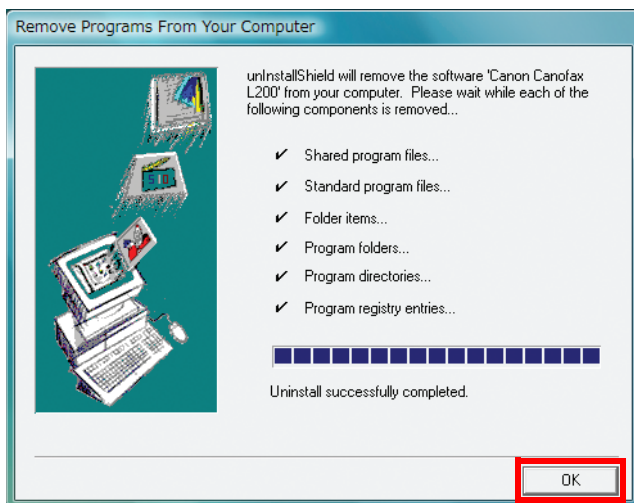 Remove Programs From Your Computer
unInstallShield will remove the software 'Canon Canofax
L200' from your computer.  Please wait while each of the
following components is removed...
✔ Shared program files...
✔ Standard program files...
✔ Folder items...
✔ Program folders...
✔ Program directories...
✔ Program registry entries...
Uninstall successfully completed.
OK